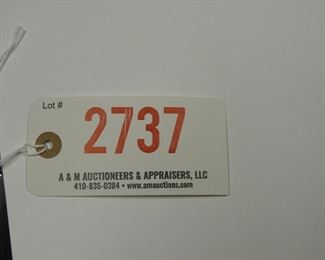 Lot #
2737
A & M AUCTIONEERS & APPRAISERS, LLC
410-835-0384 • www.amauctions.com